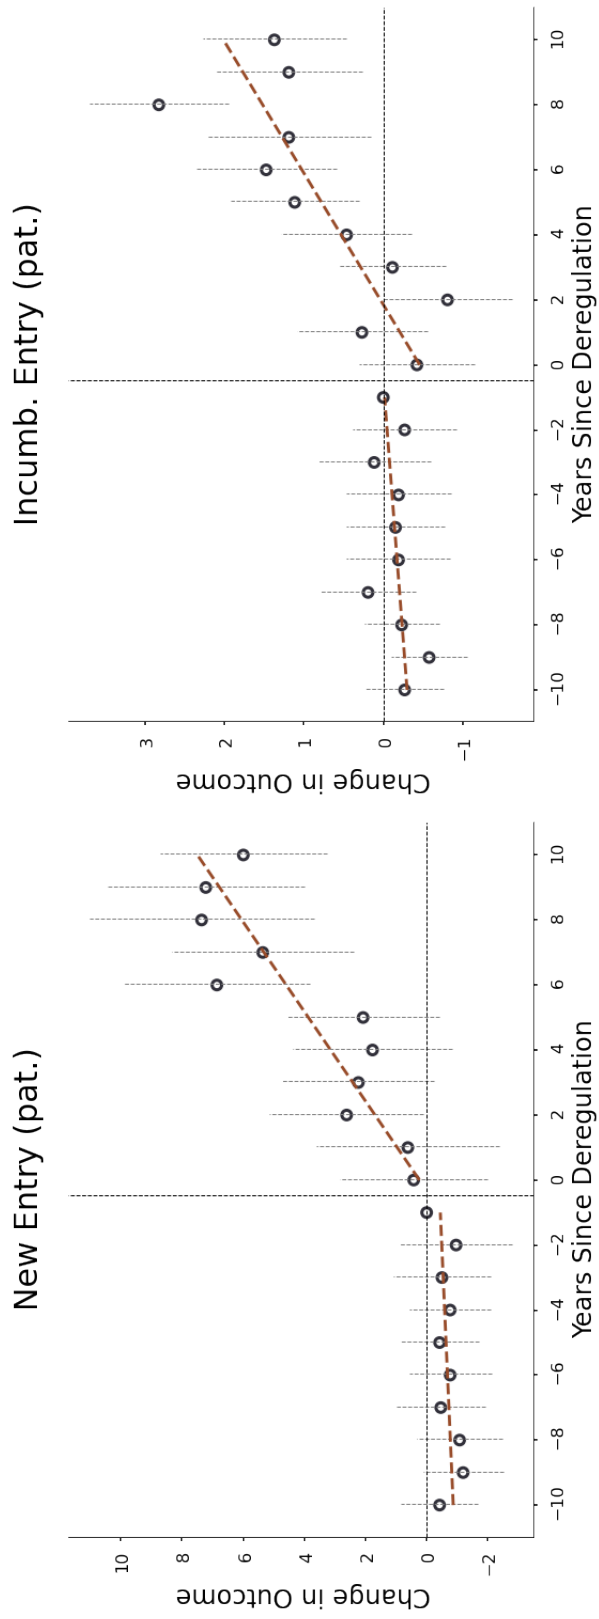 New Entry (pat.)
Change in Outcome
10
8
6
4
2
0
−2
−10 −8 −6 −4 −2 0 2 4 6 8 10
Years Since Deregulation
Incumb. Entry (pat.)
Change in Outcome
3
2
1
0
−1
−10 −8 −6 −4 −2 0 2 4 6 8 10
Years Since Deregulation